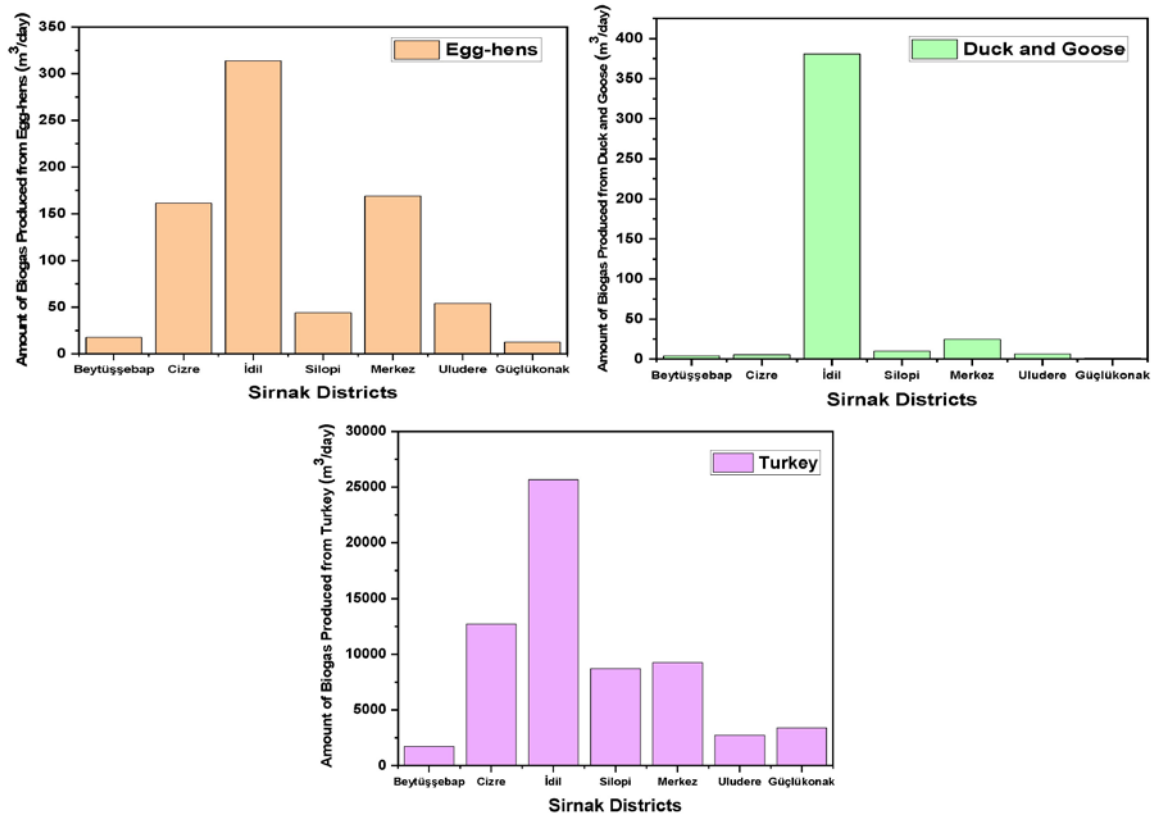 Amount of Biogas Produced from Egg-hens (m³/day)
350
300
250
200
150
100
50
0
Egg-hens
Beytüşşebap Cizre İdil Silopi Merkez Uludere Güçlükonak
Sirnak Districts
Amount of Biogas Produced from Duck and Goose (m³/day)
400
350
300
250
200
150
100
50
0
Duck and Goose
Beytüşşebap Cizre İdil Silopi Merkez Uludere Güçlükonak
Sirnak Districts
Amount of Biogas Produced from Turkey (m³/day)
30000
25000
20000
15000
10000
5000
0
Turkey
Beytüşşebap Cizre İdil Silopi Merkez Uludere Güçlükonak
Sirnak Districts